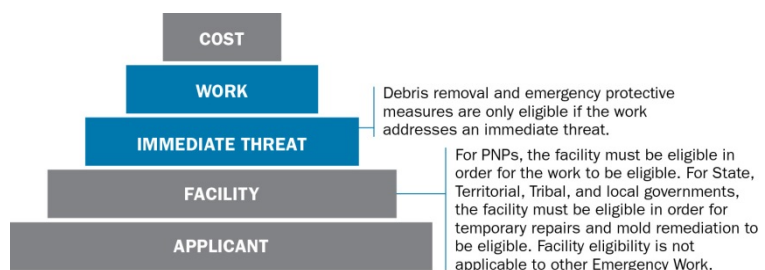 COST
WORK
Debris removal and emergency protective
measures are only eligible if the work
addresses an immediate threat.
IMMEDIATE THREAT
For PNPs, the facility must be eligible in
order for the work to be eligible. For State,
Territorial, Tribal, and local governments,
the facility must be eligible in order for
temporary repairs and mold remediation to
be eligible. Facility eligibility is not
applicable to other Emergency Work.
FACILITY
APPLICANT